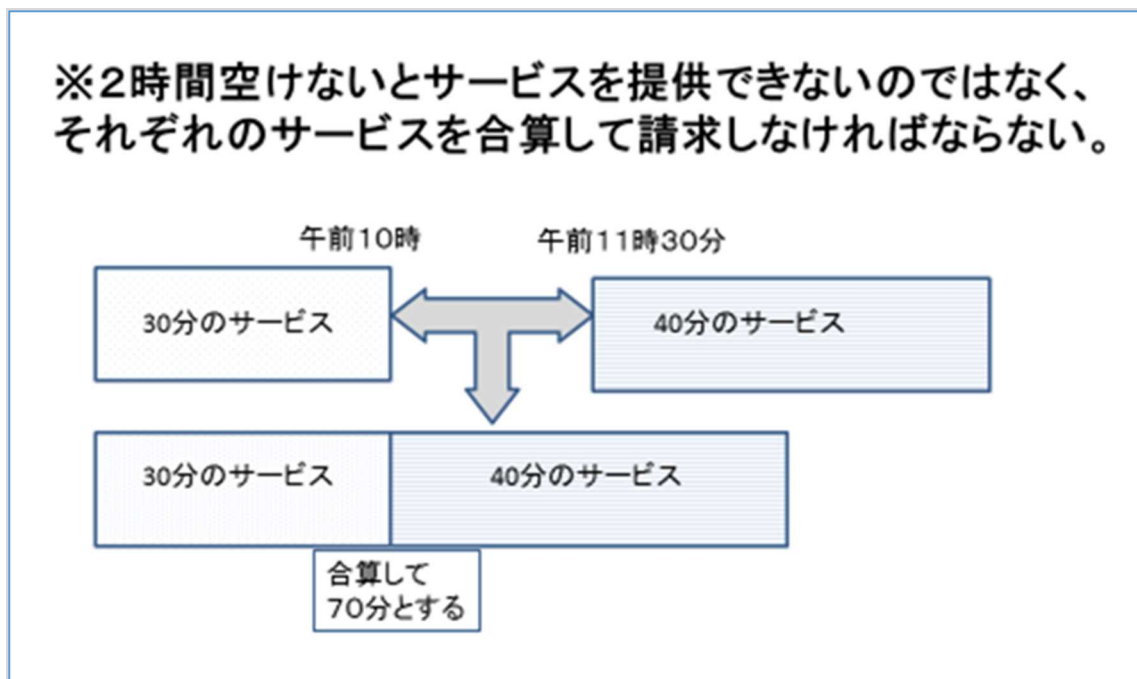 ※２時間空けないとサービスを提供できないのではなく、
それぞれのサービスを合算して請求しなければならない。
午前１０時
午前１１時３０分
30分のサービス
40分のサービス
30分のサービス
40分のサービス
合算して
７０分とする